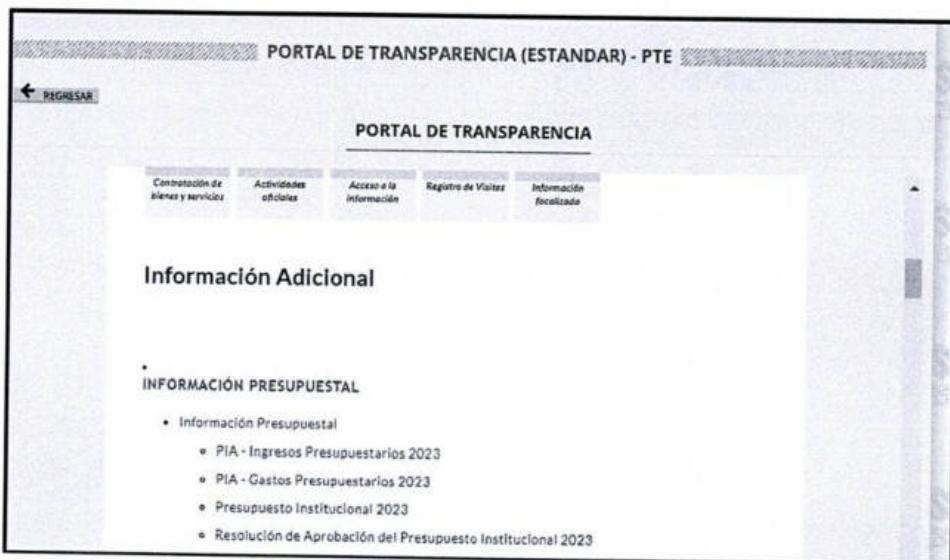 PORTAL DE TRANSPARENCIA (ESTANDAR) - PTE
REGRESAR
PORTAL DE TRANSPARENCIA
Contratación de bienes y servicios
Actividades oficiales
Acceso a la información
Registro de Visitas
Información focalizada
Información Adicional
INFORMACIÓN PRESUPUESTAL
• Información Presupuestal
PIA - Ingresos Presupuestarios 2023
PIA - Gastos Presupuestarios 2023
Presupuesto Institucional 2023
Resolución de Aprobación del Presupuesto Institucional 2023